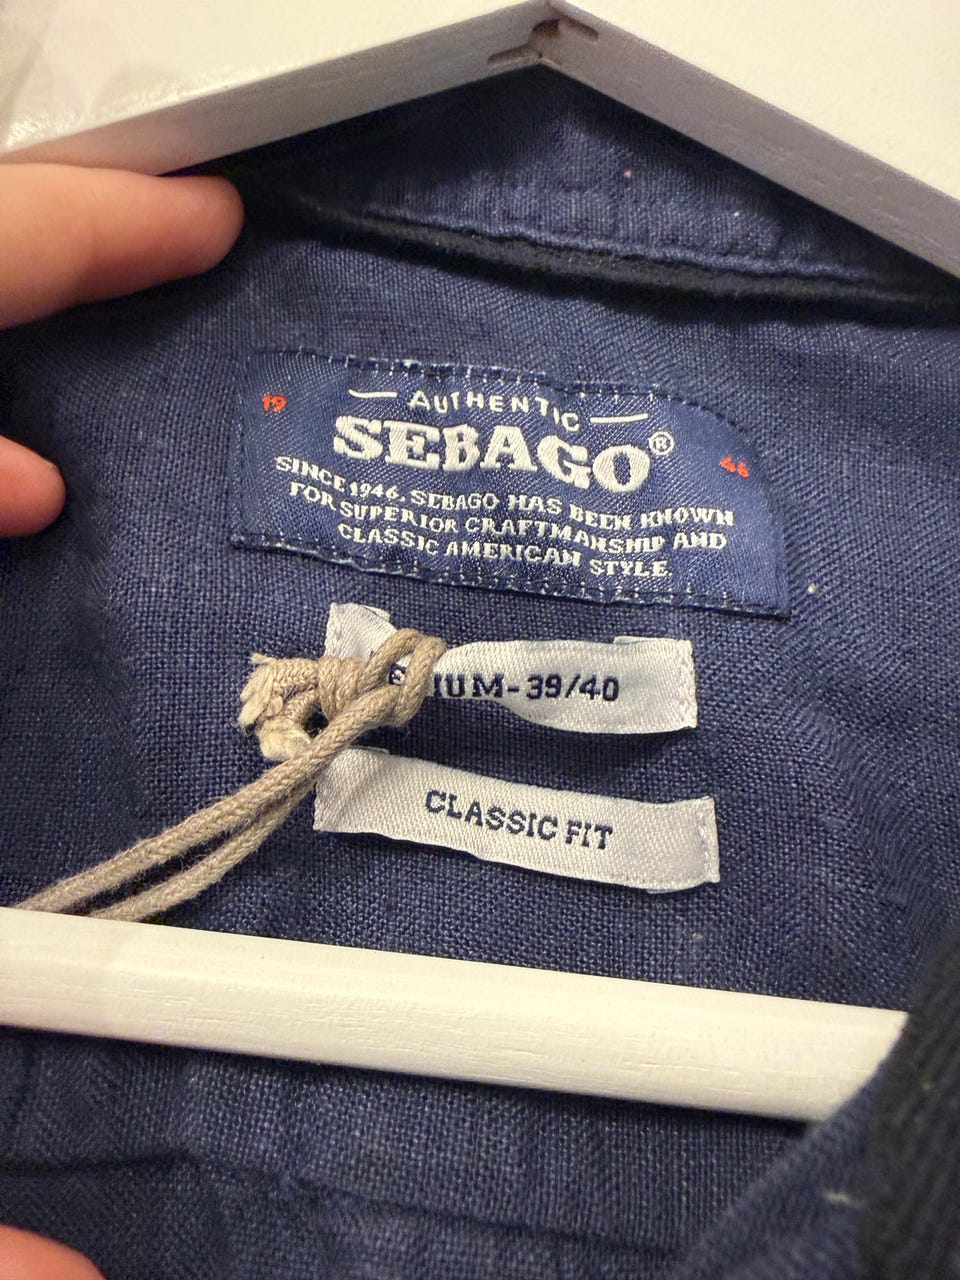 AUTHENTIC
19
SEBAGO®
46
SINCE 1946. SEBAGO HAS BEEN KNOWN
FOR SUPERIOR CRAFTMANSHIP AND
CLASSIC AMERICAN STYLE
39/40
CLASSIC FIT